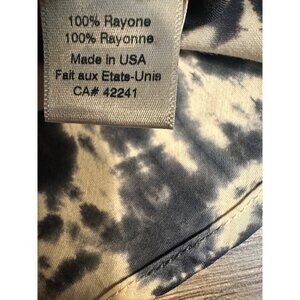 100% Rayone
100% Rayonne
Made in USA
Fait aux Etats-Unis
CA# 42241